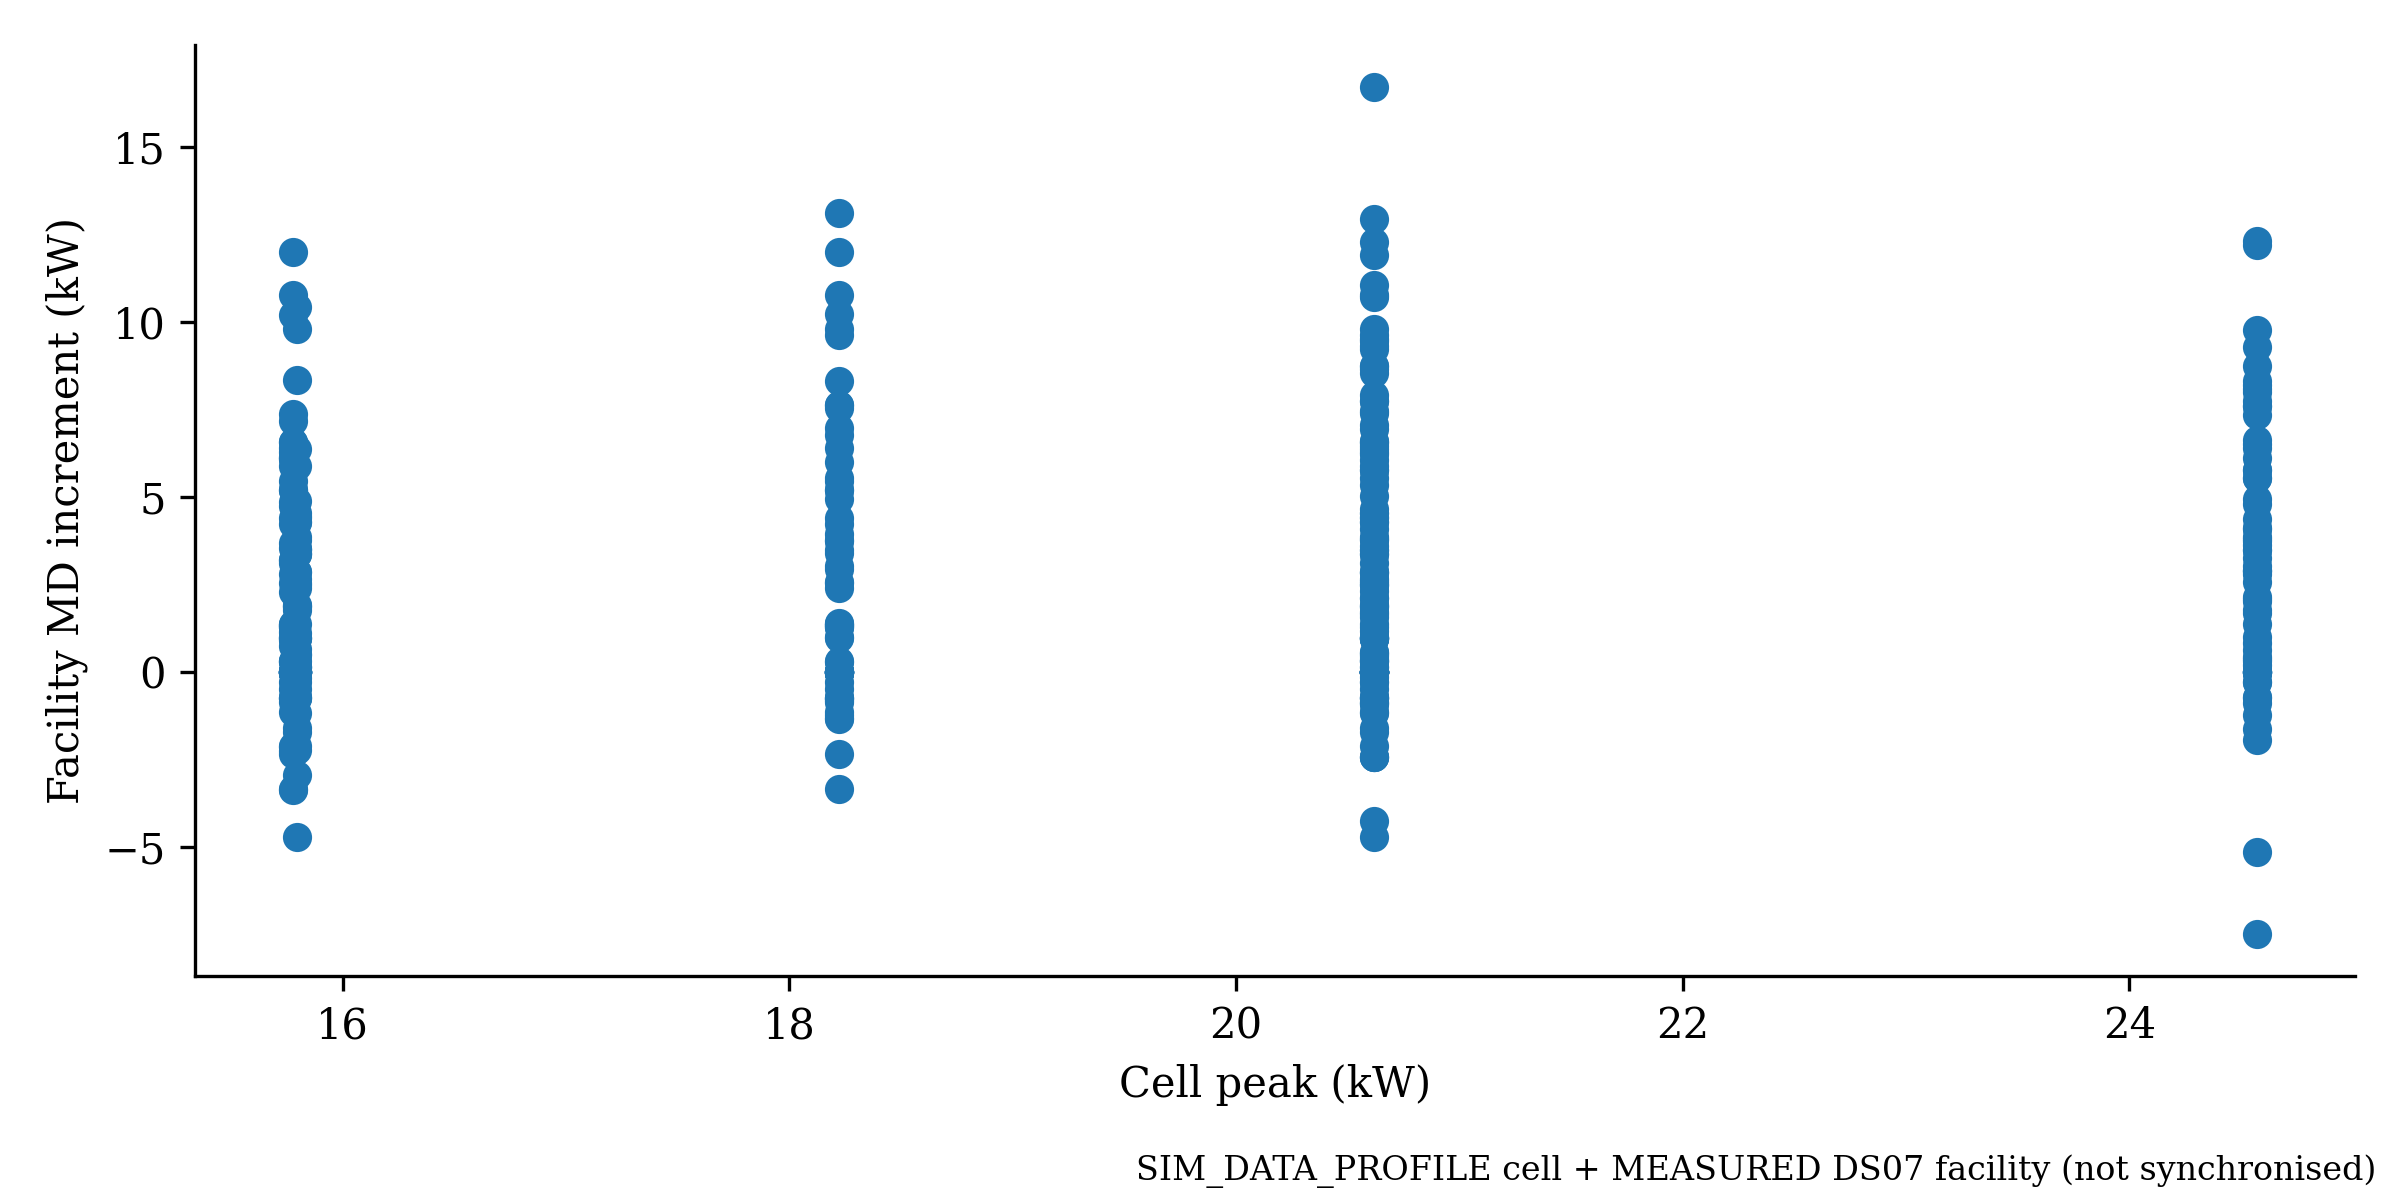 Facility MD increment (kW)
15
10
5
0
−5
16 18 20 22 24
Cell peak (kW)
SIM_DATA_PROFILE cell + MEASURED DS07 facility (not synchronised)